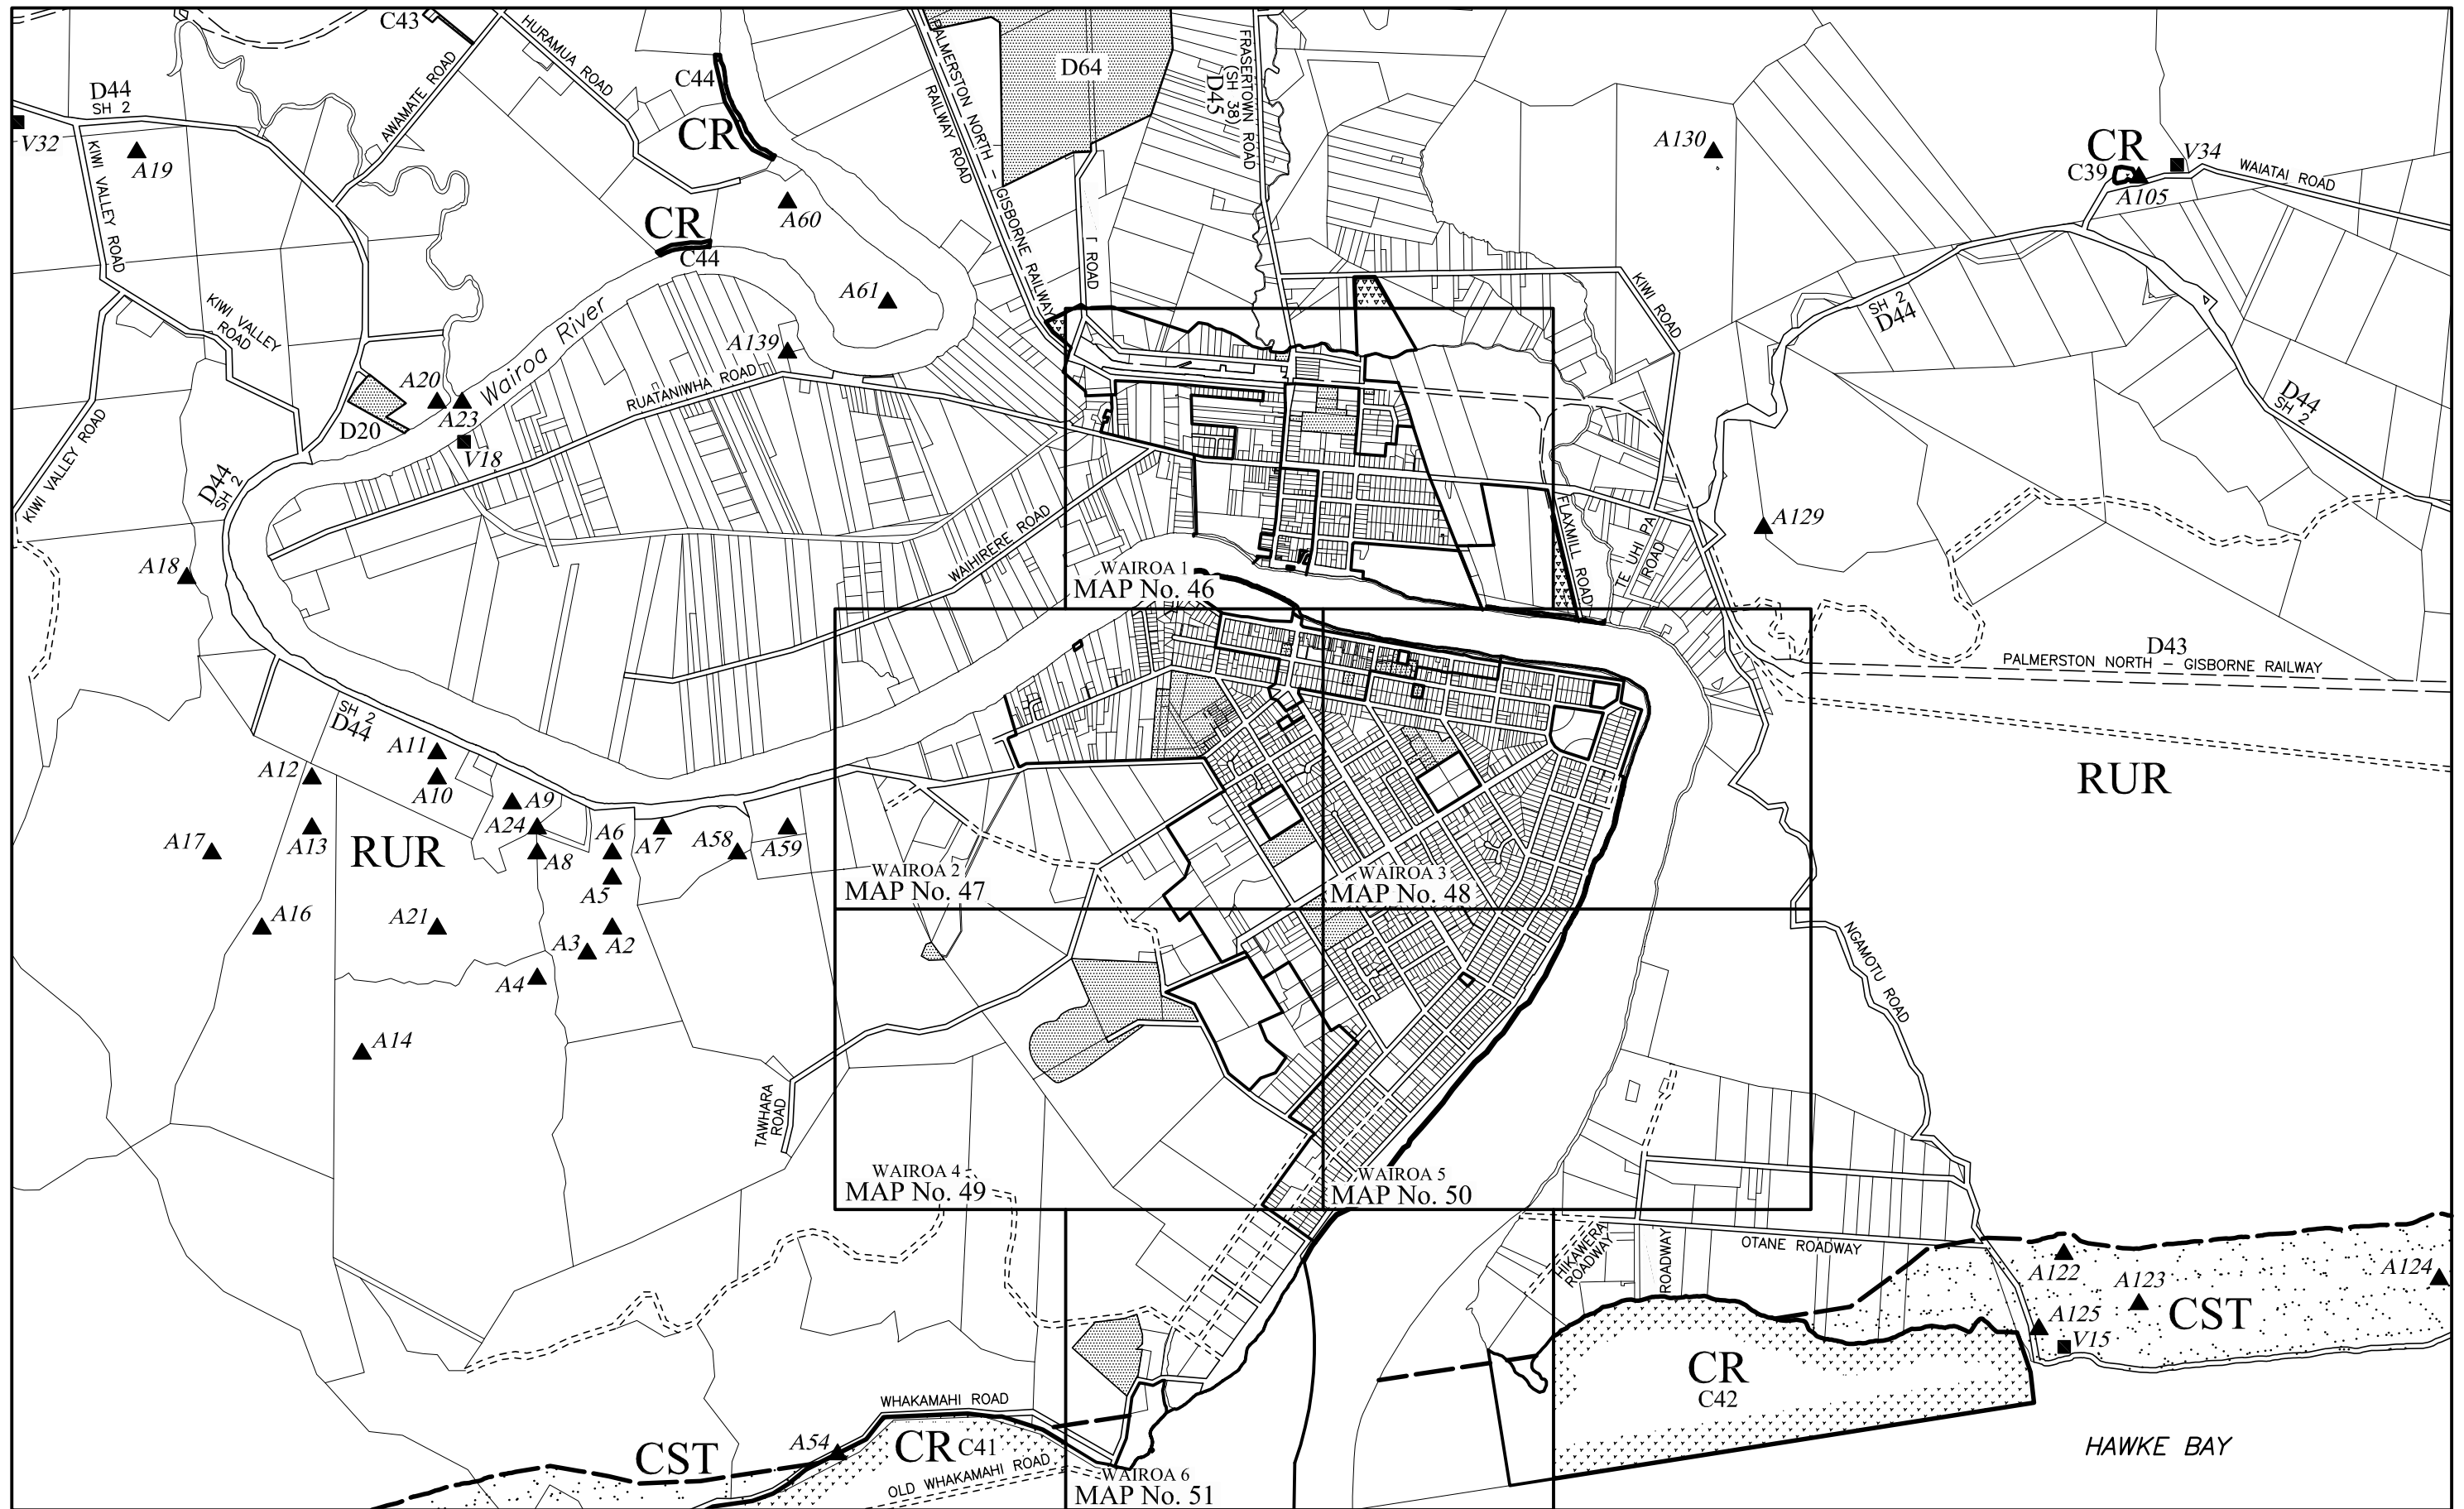 C43
HURAMUA ROAD
AWAMATE ROAD
D44
SH 2
V32
A19
KIWI VALLEY ROAD
C44
CR
A60
CR
C44
A61
PALMERSTON NORTH – GISBORNE RAILWAY
RAILWAY ROAD
D64
FRASERTOWN ROAD
(SH 38)
D45
A130
CR
C39
V34
A105
WAIATAI ROAD
KIWI VALLEY
ROAD
KIWI VALLEY ROAD
A20
A23
V18
D20
Wairoa River
A139
RUATANIWHA ROAD
WAIHIRERE ROAD
KIWI ROAD
SH 2
D44
D44
SH 2
D44
SH 2
A18
A129
FLAXMILL ROAD
TE UHI PA
ROAD
WAIROA 1
MAP No. 46
D43
PALMERSTON NORTH – GISBORNE RAILWAY
SH 2
D44
A11
A12
A10
A9
A24
A6
A7
A58
A59
A17
A13
RUR
A8
A5
A16
A21
A3
A2
A4
A14
RUR
WAIROA 2
MAP No. 47
WAIROA 3
MAP No. 48
NGAMOTU ROAD
TAWHARA
ROAD
WAIROA 4
MAP No. 49
WAIROA 5
MAP No. 50
HIKAWERA
ROADWAY
ROADWAY
OTANE ROADWAY
A122
A123
A124
A125
V15
CST
CR
C42
HAWKE BAY
WHAKAMAHI ROAD
A54
CST
CR C41
OLD WHAKAMAHI ROAD
WAIROA 6
MAP No. 51